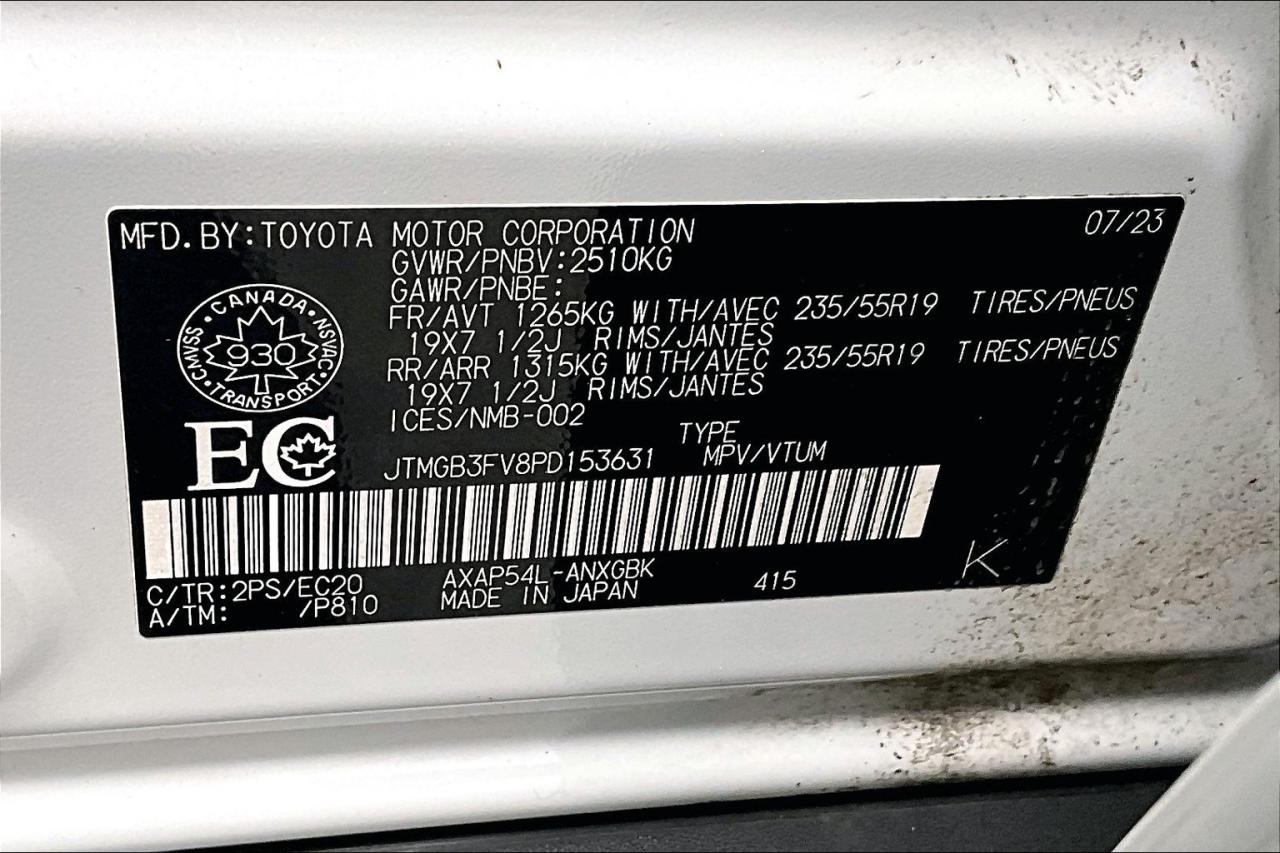 MFD.BY:TOYOTA MOTOR CORPORATION 07/23
GVWR/PNBV:2510KG
GAWR/PNBE:
FR/AVT 1265KG WITH/AVEC 235/55R19 TIRES/PNEUS
19X7 1/2J RIMS/JANTES
RR/ARR 1315KG WITH/AVEC 235/55R19 TIRES/PNEUS
19X7 1/2J RIMS/JANTES
ICES/NMB-002
CANADA
CMVSS • NSVAC
930
TRANSPORT
EC
TYPE
JTMGB3FV8PD153631 MPV/VTUM
C/TR:2PS/EC20 AXAP54L-ANXGBK 415 K
A/TM: /P810 MADE IN JAPAN